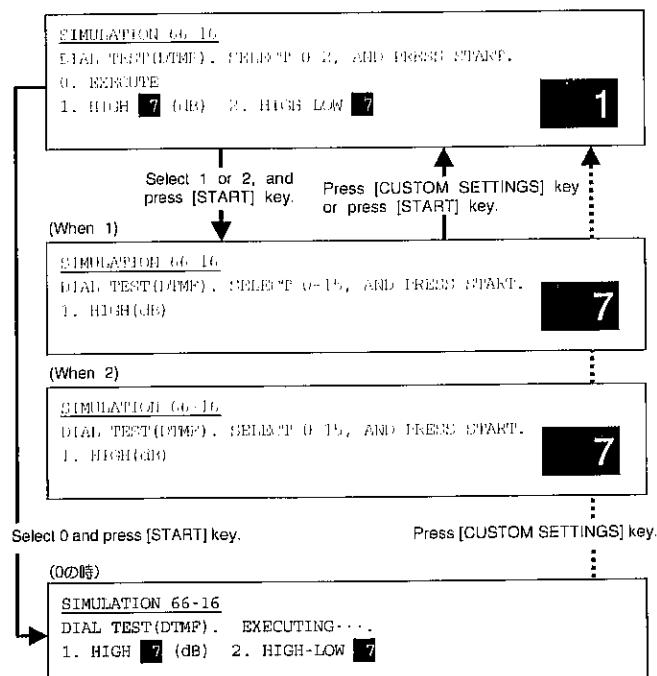 SIMULATION 66-16
DIAL TEST(DTMF). SELECT 0-2, AND PRESS START.
0. EXECUTE
1. HIGH 7 (dB) 2. HIGH-LOW 7
1
Select 1 or 2, and
press [START] key.
Press [CUSTOM SETTINGS] key
or press [START] key.
(When 1)
SIMULATION 66-16
DIAL TEST(DTMF). SELECT 0-15, AND PRESS START.
1. HIGH(dB)
7
(When 2)
SIMULATION 66-16
DIAL TEST(DTMF). SELECT 0-15, AND PRESS START.
1. HIGH(dB)
7
Select 0 and press [START] key.
Press [CUSTOM SETTINGS] key.
(0の時)
SIMULATION 66-16
DIAL TEST(DTMF). EXECUTING····.
1. HIGH 7 (dB) 2. HIGH-LOW 7